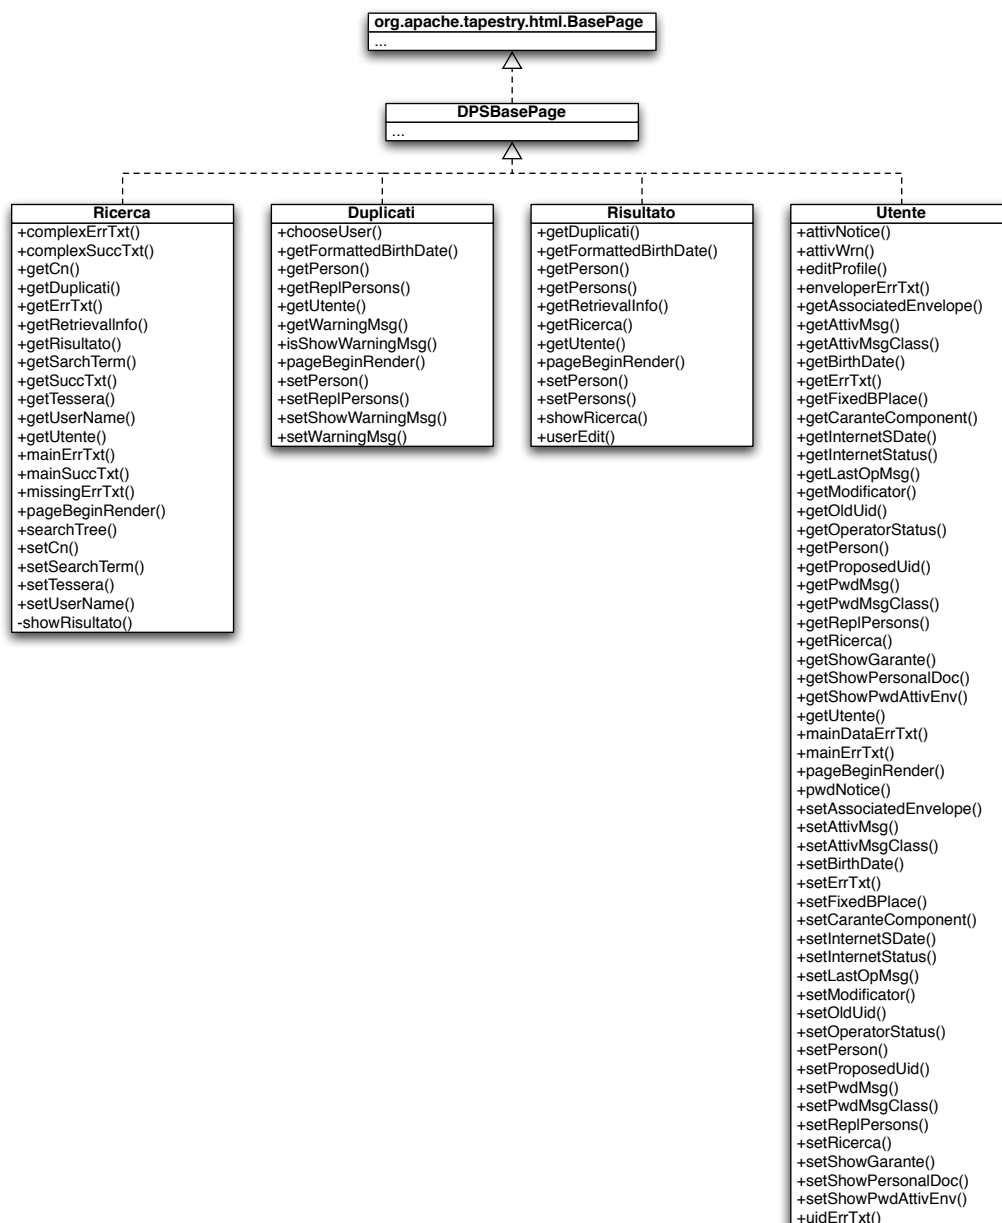 org.apache.tapestry.html.BasePage
...
DPSBasePage
...
Ricerca
+complexErrTxt()
+complexSuccTxt()
+getCn()
+getDuplicati()
+getErrTxt()
+getRetrievalInfo()
+getRisultato()
+getSarchTerm()
+getSuccTxt()
+getTessera()
+getUserName()
+getUtente()
+mainErrTxt()
+mainSuccTxt()
+missingErrTxt()
+pageBeginRender()
+searchTree()
+setCn()
+setSearchTerm()
+setTessera()
+setUserName()
-showRisultato()
Duplicati
+chooseUser()
+getFormattedBirthDate()
+getPerson()
+getReplPersons()
+getUtente()
+getWarningMsg()
+isShowWarningMsg()
+pageBeginRender()
+setPerson()
+setReplPersons()
+setShowWarningMsg()
+setWarningMsg()
Risultato
+getDuplicati()
+getFormattedBirthDate()
+getPerson()
+getPersons()
+getRetrievalInfo()
+getRicerca()
+getUtente()
+pageBeginRender()
+setPerson()
+setPersons()
+showRicerca()
+userEdit()
Utente
+attivNotice()
+attivWrn()
+editProfile()
+enveloperErrTxt()
+getAssociatedEnvelope()
+getAttivMsg()
+getAttivMsgClass()
+getBirthDate()
+getErrTxt()
+getFixedBPlace()
+getCaranteComponent()
+getInternetSDate()
+getInternetStatus()
+getLastOpMsg()
+getModificator()
+getOldUid()
+getOperatorStatus()
+getPerson()
+getProposedUid()
+getPwdMsg()
+getPwdMsgClass()
+getReplPersons()
+getRicerca()
+getShowGarante()
+getShowPersonalDoc()
+getShowPwdAttivEnv()
+getUtente()
+mainDataErrTxt()
+mainErrTxt()
+pageBeginRender()
+pwdNotice()
+setAssociatedEnvelope()
+setAttivMsg()
+setAttivMsgClass()
+setBirthDate()
+setErrTxt()
+setFixedBPlace()
+setCaranteComponent()
+setInternetSDate()
+setInternetStatus()
+setLastOpMsg()
+setModificator()
+setOldUid()
+setOperatorStatus()
+setPerson()
+setProposedUid()
+setPwdMsg()
+setPwdMsgClass()
+setReplPersons()
+setRicerca()
+setShowGarante()
+setShowPersonalDoc()
+setShowPwdAttivEnv()
+uidErrTxt()